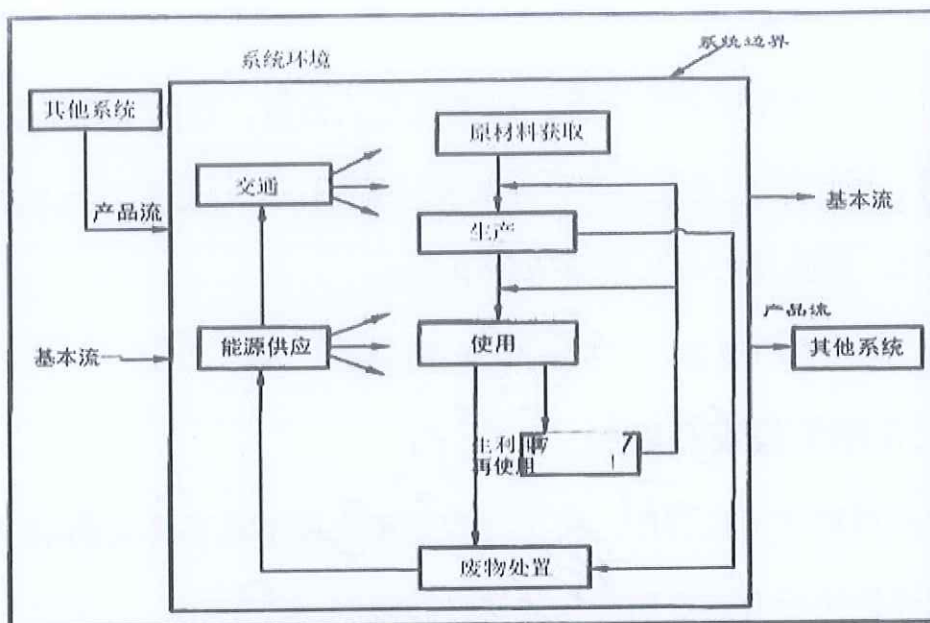 系统环境
系统边界
其他系统
原材料获取
交通
产品流
基本流
生产
产品流
能源供应
使用
基本流
其他系统
生利
再使用
废物处置